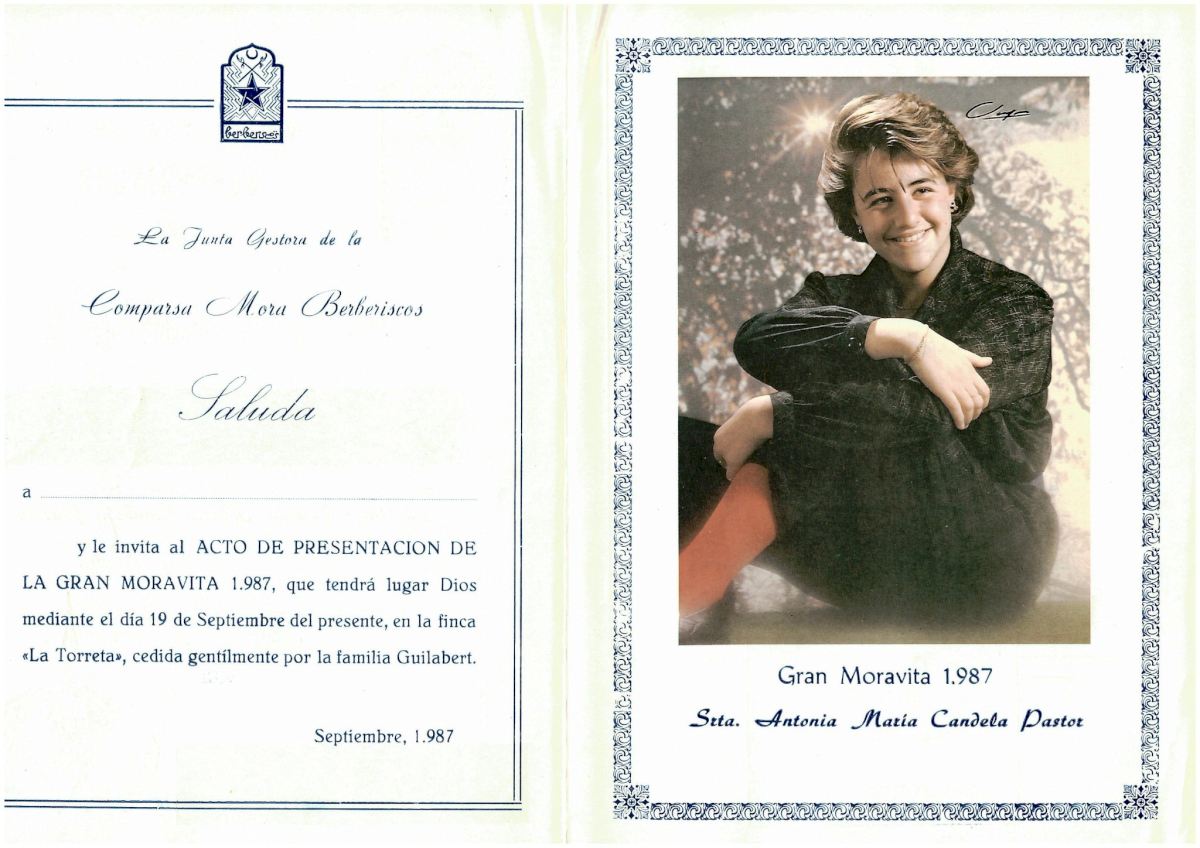 berberiscos
La Junta Gestora de la
Comparsa Mora Berberiscos
Saluda
a
y le invita al ACTO DE PRESENTACION DE
LA GRAN MORAVITA 1.987, que tendrá lugar Dios
mediante el día 19 de Septiembre del presente, en la finca
«La Torreta», cedida gentílmente por la familia Guilabert.
Septiembre, 1.987
Gran Moravita 1.987
Srta. Antonia María Candela Pastor